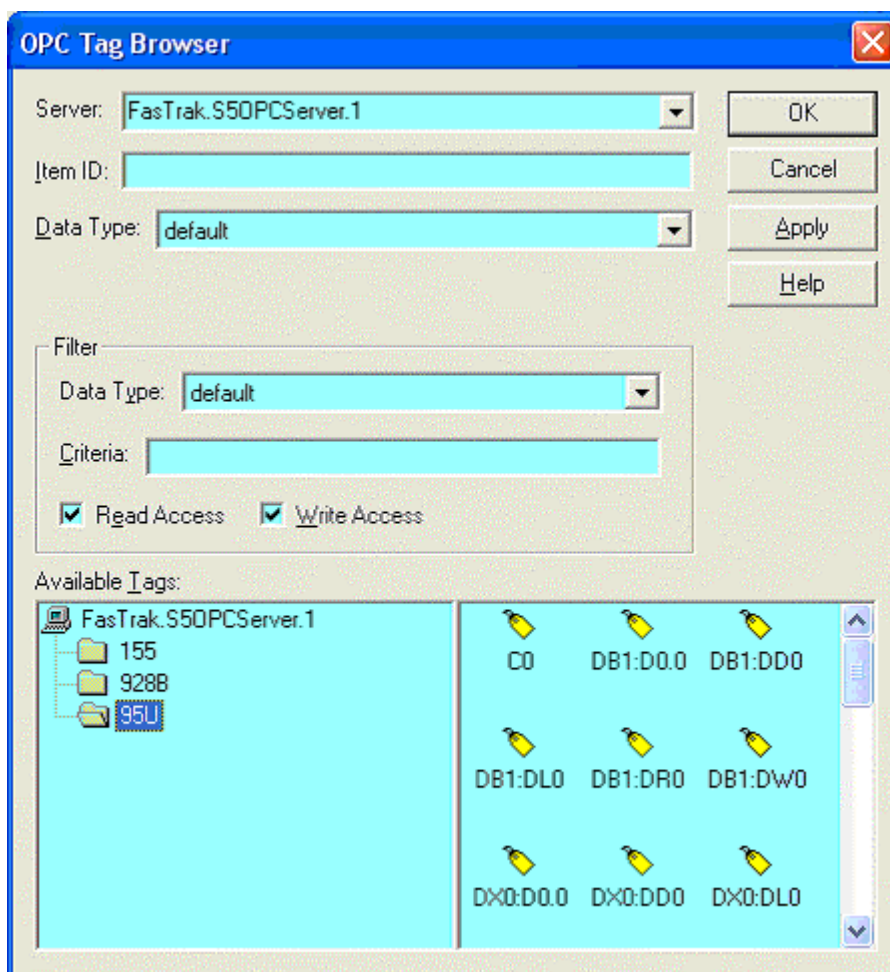 OPC Tag Browser
Server: FasTrak.S5OPCServer.1 OK
Item ID: Cancel
Data Type: default Apply
Help
Filter
Data Type: default
Criteria:
Read Access Write Access
Available Tags:
FasTrak.S5OPCServer.1
155
928B
95U
C0 DB1:D0.0 DB1:DD0
DB1:DL0 DB1:DR0 DB1:DW0
DX0:D0.0 DX0:DD0 DX0:DL0